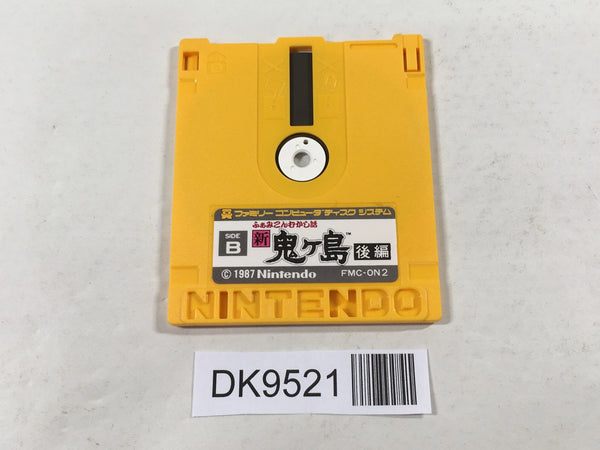 ファミリー コンピュータ ディスク システム
ふぁみこんむかし話
SIDE B 新 鬼ヶ島™ 後編
© 1987 Nintendo FMC-ON2
NINTENDO
DK9521